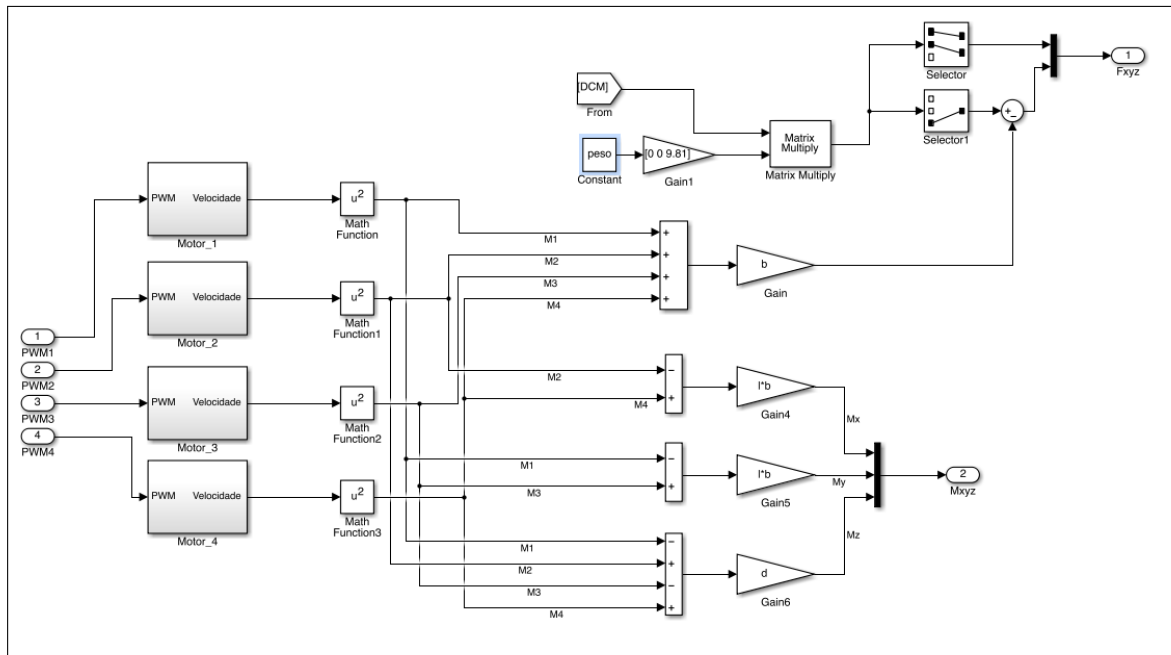 Selector
1
Fxyz
[DCM]
From
peso
Constant
[0 0 9.81]
Gain1
Matrix
Multiply
Matrix Multiply
+
−
Selector1
PWM Velocidade
Motor_1
u²
Math
Function
M1
M2
M3
M4
+
+
+
+
b
Gain
PWM Velocidade
Motor_2
u²
Math
Function1
1
PWM1
2
PWM2
3
PWM3
4
PWM4
PWM Velocidade
Motor_3
u²
Math
Function2
M2
M4
−
+
l*b
Gain4
Mx
PWM Velocidade
Motor_4
u²
Math
Function3
M1
M3
−
+
l*b
Gain5
My
2
Mxyz
Mz
M1
M2
M3
M4
−
+
−
+
d
Gain6